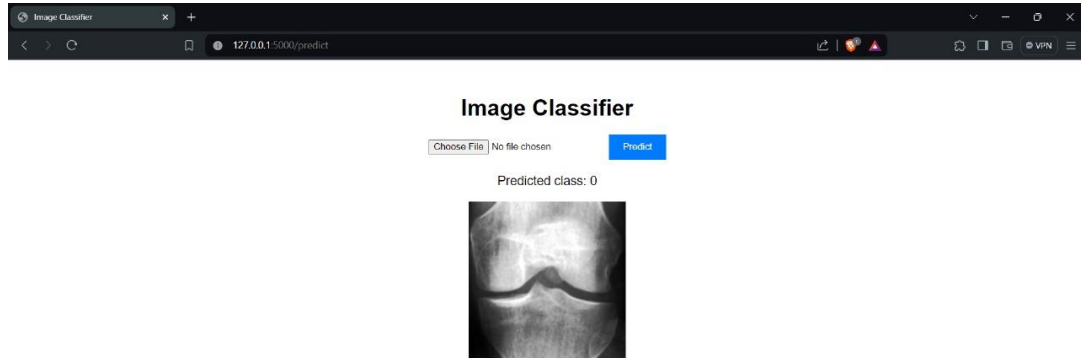 Image Classifier
127.0.0.1:5000/predict
VPN
Image Classifier
Choose File No file chosen Predict
Predicted class: 0